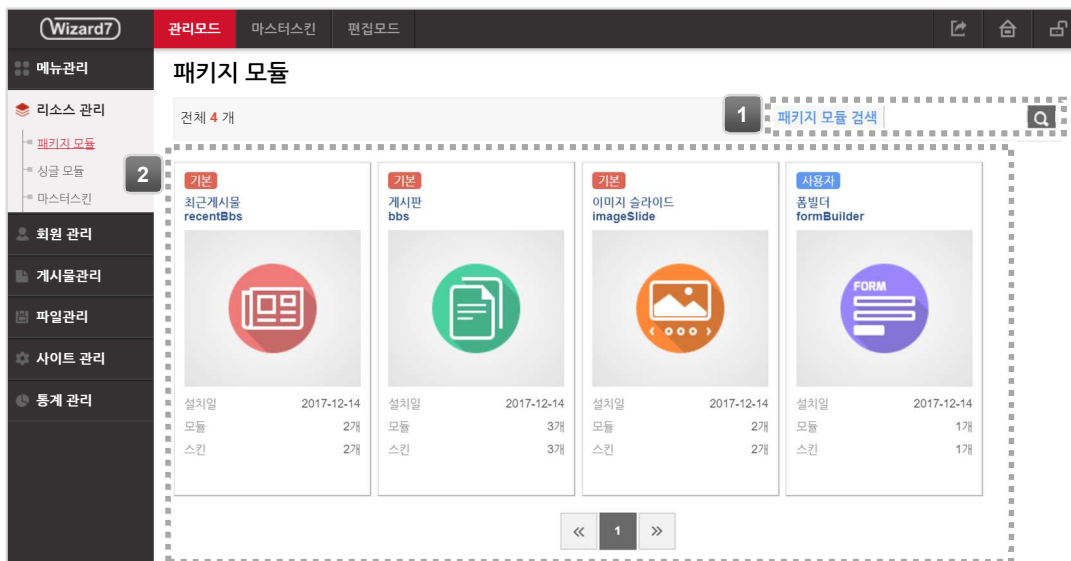 Wizard7
관리모드 마스터스킨 편집모드
메뉴관리
리소스 관리
패키지 모듈
싱글 모듈
마스터스킨
회원 관리
게시물관리
파일관리
사이트 관리
통계 관리
패키지 모듈
전체 4 개
1 패키지 모듈 검색
2
기본
최근게시물
recentBbs
설치일 2017-12-14
모듈 2개
스킨 2개
기본
게시판
bbs
설치일 2017-12-14
모듈 3개
스킨 3개
기본
이미지 슬라이드
imageSlide
설치일 2017-12-14
모듈 2개
스킨 2개
사용자
폼빌더
formBuilder
FORM
설치일 2017-12-14
모듈 1개
스킨 1개
« 1 »